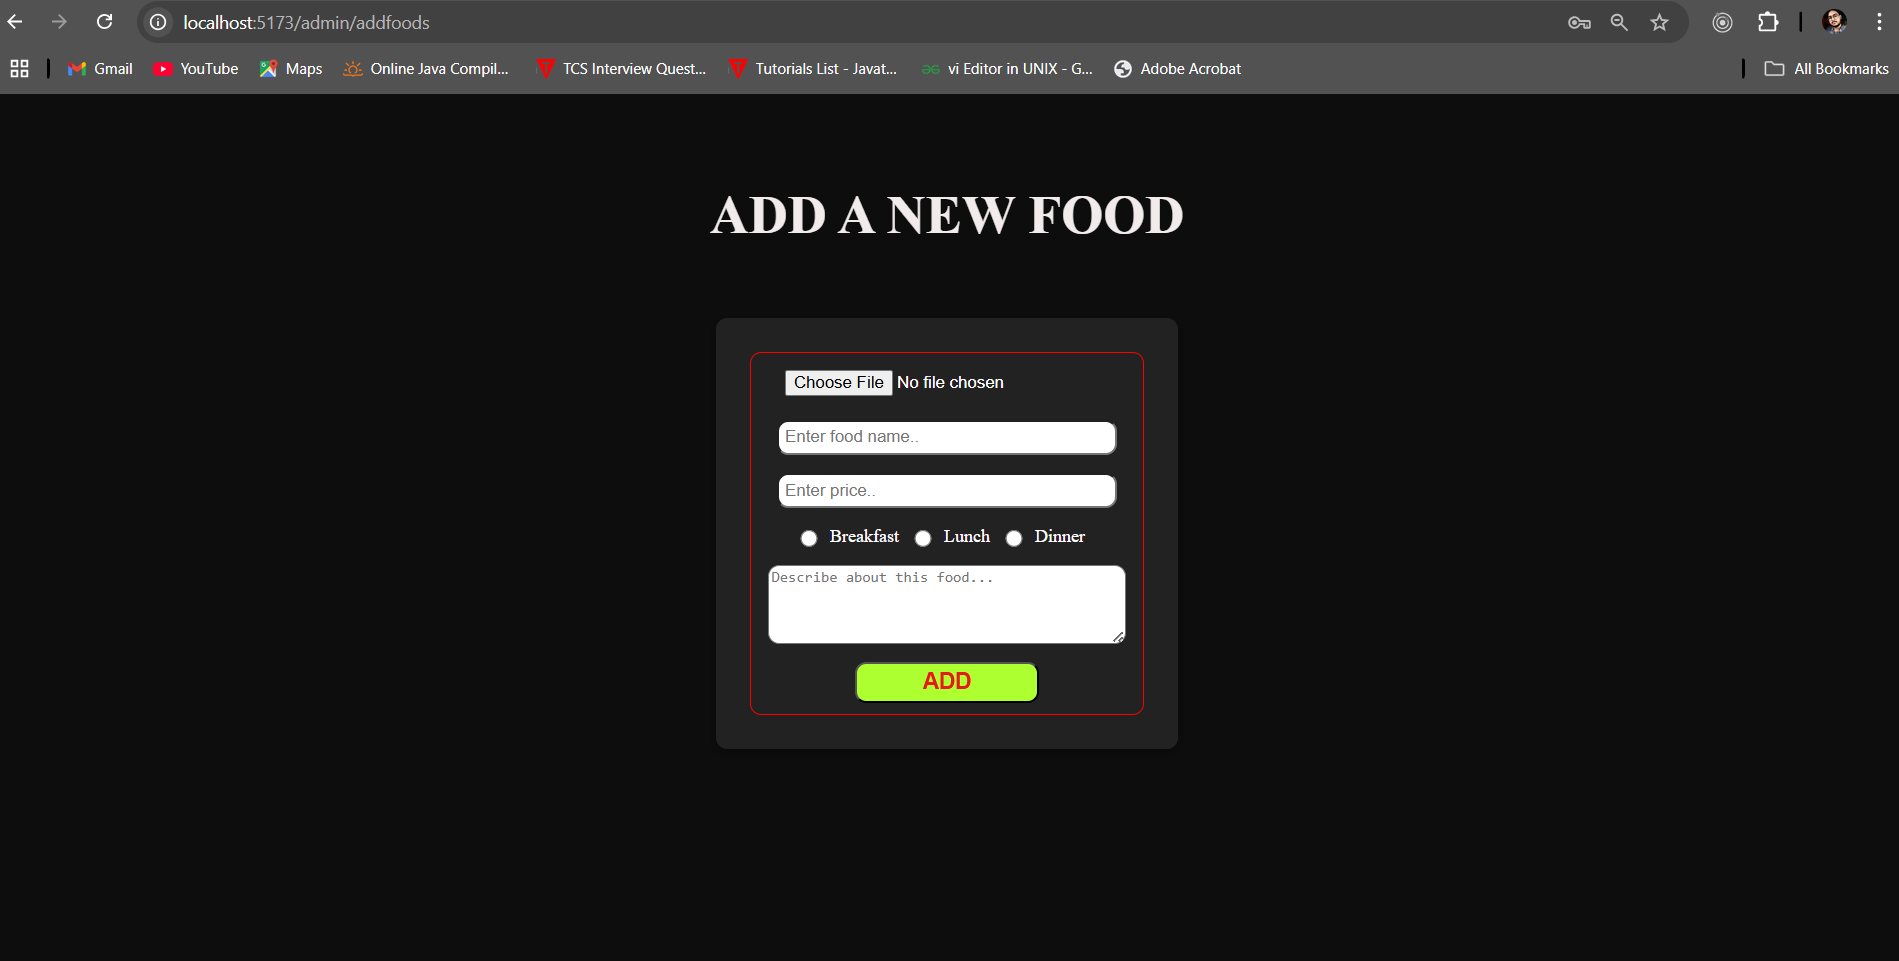 localhost:5173/admin/addfoods
Gmail YouTube Maps Online Java Compil... TCS Interview Quest... Tutorials List - Javat... vi Editor in UNIX - G... Adobe Acrobat All Bookmarks
ADD A NEW FOOD
Choose File No file chosen
Enter food name..
Enter price..
Breakfast Lunch Dinner
Describe about this food...
ADD